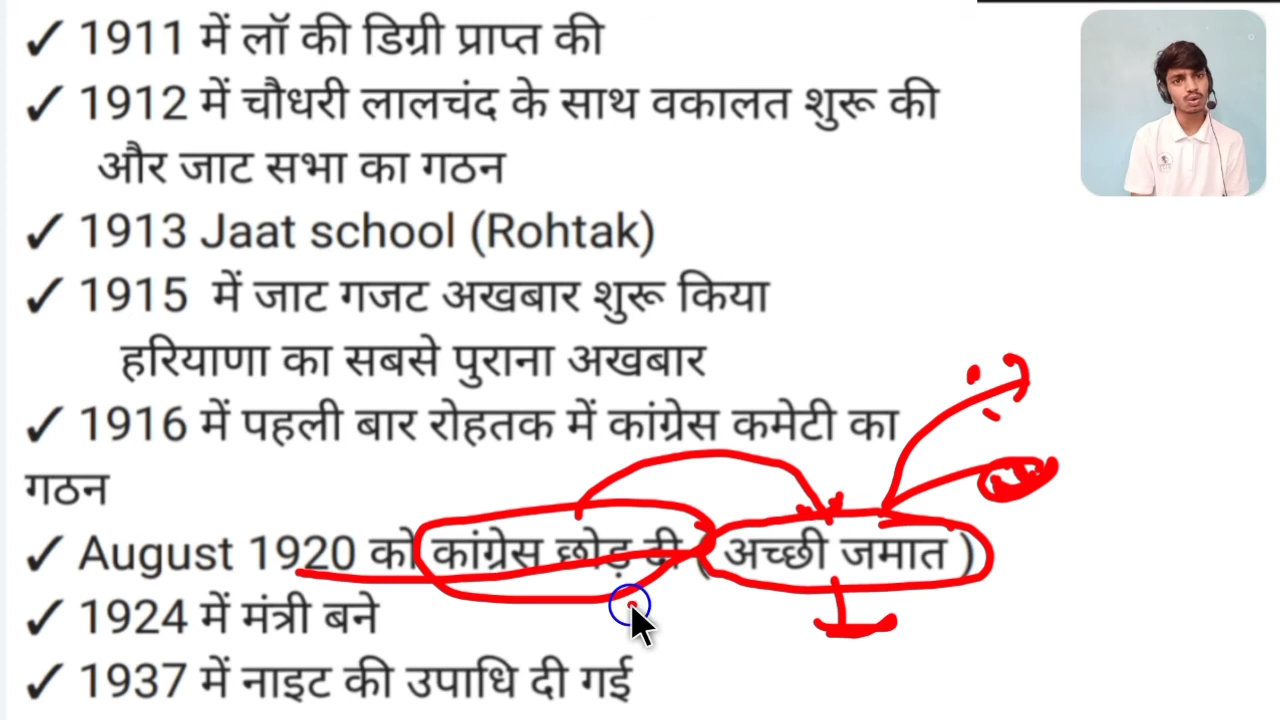 ✓ 1911 में लॉ की डिग्री प्राप्त की
✓ 1912 में चौधरी लालचंद के साथ वकालत शुरू की
और जाट सभा का गठन
✓ 1913 Jaat school (Rohtak)
✓ 1915 में जाट गजट अखबार शुरू किया
हरियाणा का सबसे पुराना अखबार
✓ 1916 में पहली बार रोहतक में कांग्रेस कमेटी का
गठन
✓ August 1920 को कांग्रेस छोड़ दी ( अच्छी जमात )
✓ 1924 में मंत्री बने
✓ 1937 में नाइट की उपाधि दी गई